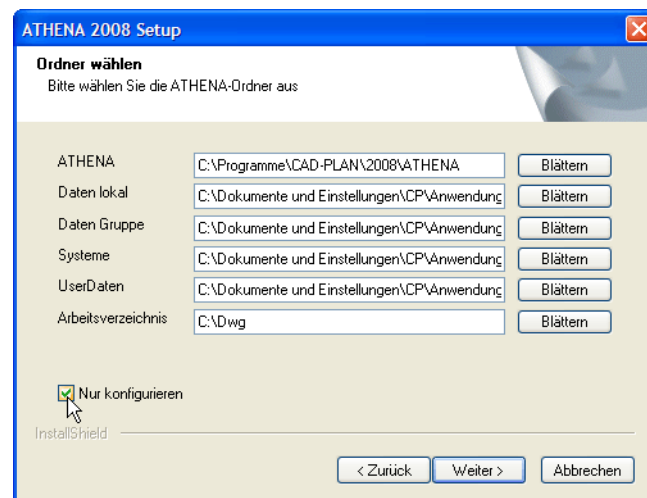 ATHENA 2008 Setup
Ordner wählen
Bitte wählen Sie die ATHENA-Ordner aus
ATHENA C:\Programme\CAD-PLAN\2008\ATHENA Blättern
Daten lokal C:\Dokumente und Einstellungen\CP\Anwendung Blättern
Daten Gruppe C:\Dokumente und Einstellungen\CP\Anwendung Blättern
Systeme C:\Dokumente und Einstellungen\CP\Anwendung Blättern
UserDaten C:\Dokumente und Einstellungen\CP\Anwendung Blättern
Arbeitsverzeichnis C:\Dwg Blättern
Nur konfigurieren
InstallShield
< Zurück Weiter > Abbrechen